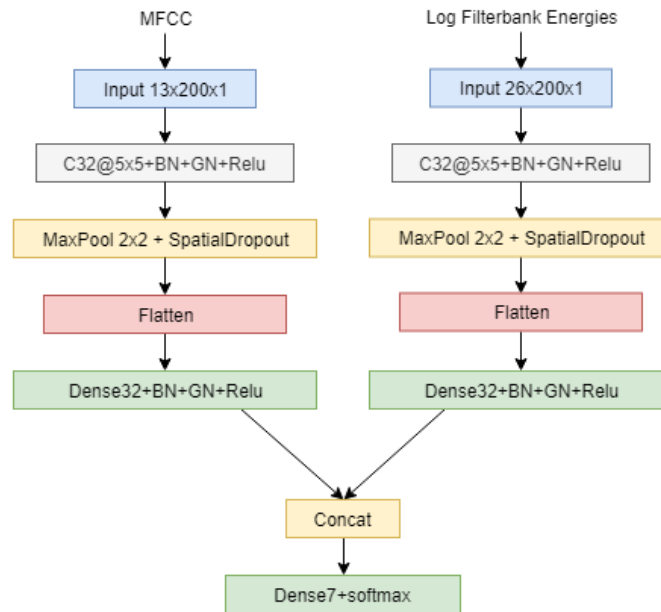 MFCC
Log Filterbank Energies
Input 13x200x1
Input 26x200x1
C32@5x5+BN+GN+Relu
C32@5x5+BN+GN+Relu
MaxPool 2x2 + SpatialDropout
MaxPool 2x2 + SpatialDropout
Flatten
Flatten
Dense32+BN+GN+Relu
Dense32+BN+GN+Relu
Concat
Dense7+softmax